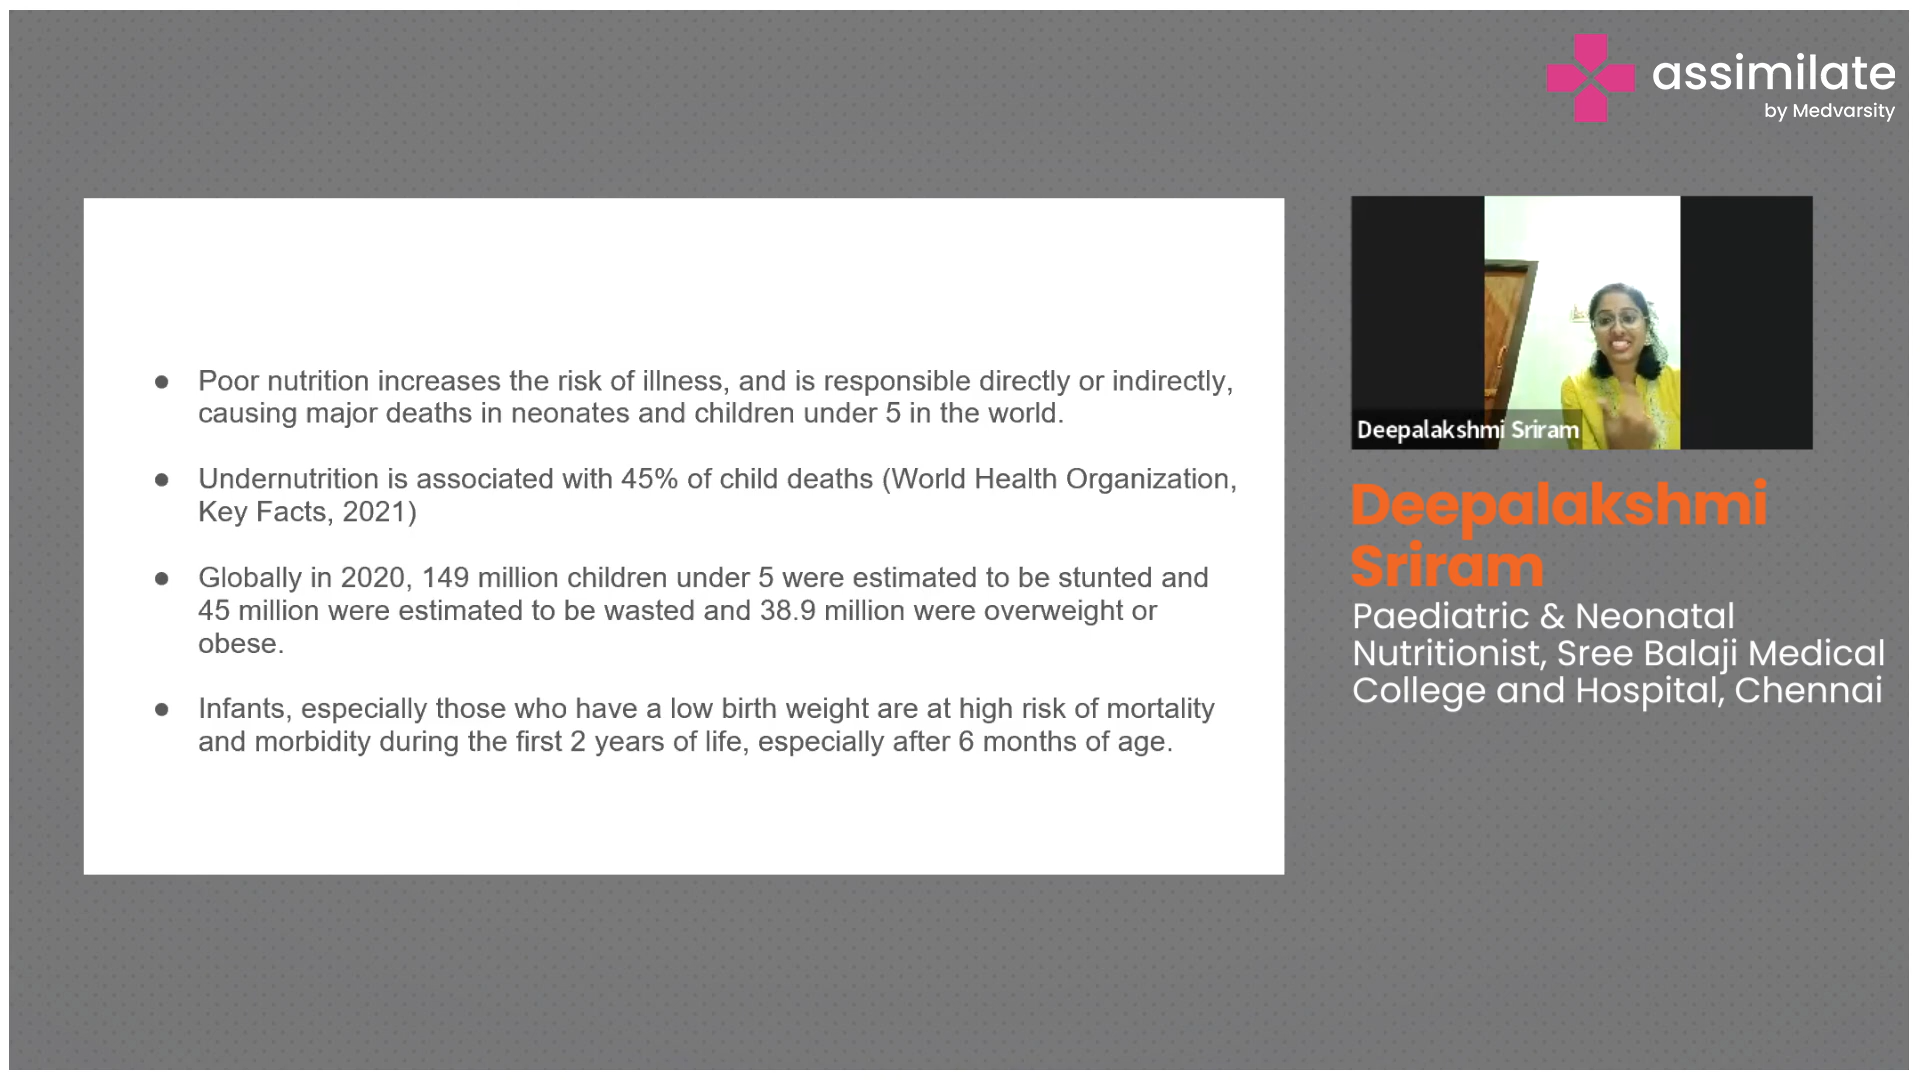 assimilate
by Medvarsity
● Poor nutrition increases the risk of illness, and is responsible directly or indirectly,
causing major deaths in neonates and children under 5 in the world.
● Undernutrition is associated with 45% of child deaths (World Health Organization,
Key Facts, 2021)
● Globally in 2020, 149 million children under 5 were estimated to be stunted and
45 million were estimated to be wasted and 38.9 million were overweight or
obese.
● Infants, especially those who have a low birth weight are at high risk of mortality
and morbidity during the first 2 years of life, especially after 6 months of age.
Deepalakshmi Sriram
Deepalakshmi
Sriram
Paediatric & Neonatal
Nutritionist, Sree Balaji Medical
College and Hospital, Chennai